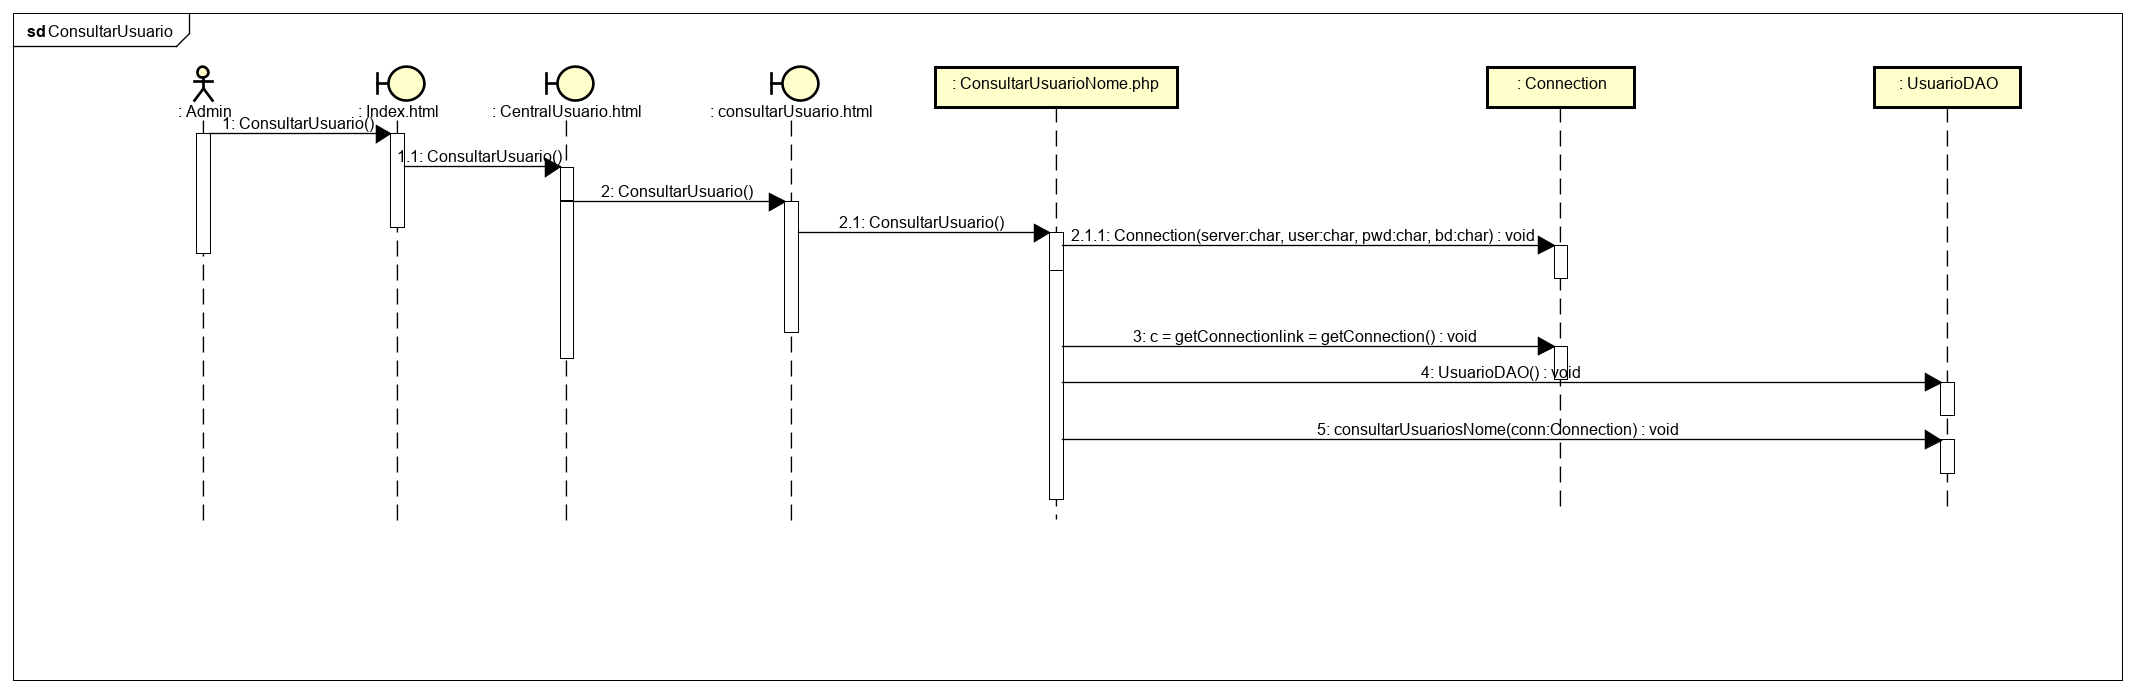 sd ConsultarUsuario
: Admin
: Index.html
: CentralUsuario.html
: consultarUsuario.html
: ConsultarUsuarioNome.php
: Connection
: UsuarioDAO
1: ConsultarUsuario()
1.1: ConsultarUsuario()
2: ConsultarUsuario()
2.1: ConsultarUsuario()
2.1.1: Connection(server:char, user:char, pwd:char, bd:char) : void
3: c = getConnectionlink = getConnection() : void
4: UsuarioDAO() : void
5: consultarUsuariosNome(conn:Connection) : void